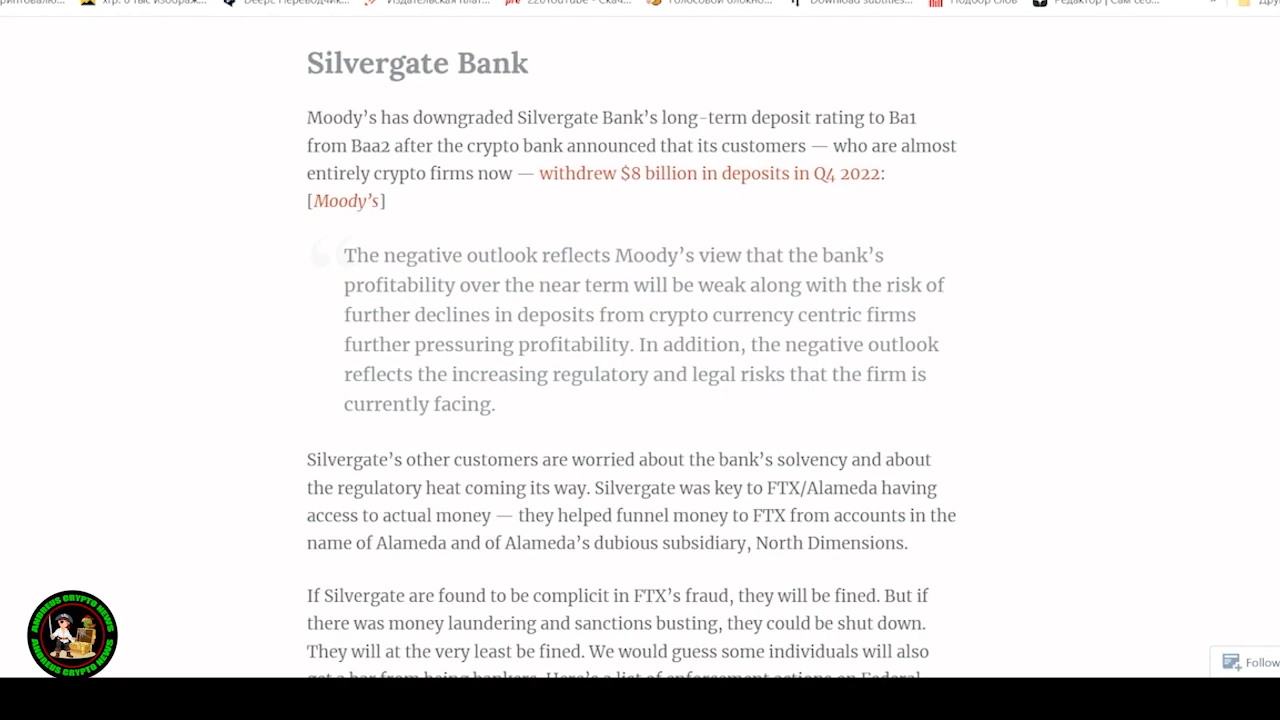 Silvergate Bank
Moody's has downgraded Silvergate Bank's long-term deposit rating to Ba1
from Baa2 after the crypto bank announced that its customers — who are almost
entirely crypto firms now — withdrew $8 billion in deposits in Q4 2022:
[Moody's]
The negative outlook reflects Moody's view that the bank's
profitability over the near term will be weak along with the risk of
further declines in deposits from crypto currency centric firms
further pressuring profitability. In addition, the negative outlook
reflects the increasing regulatory and legal risks that the firm is
currently facing.
Silvergate's other customers are worried about the bank's solvency and about
the regulatory heat coming its way. Silvergate was key to FTX/Alameda having
access to actual money — they helped funnel money to FTX from accounts in the
name of Alameda and of Alameda's dubious subsidiary, North Dimensions.
If Silvergate are found to be complicit in FTX's fraud, they will be fined. But if
there was money laundering and sanctions busting, they could be shut down.
They will at the very least be fined. We would guess some individuals will also
ANDREUS CRYPTO NEWS
ANDREUS CRYPTO NEWS
Follow